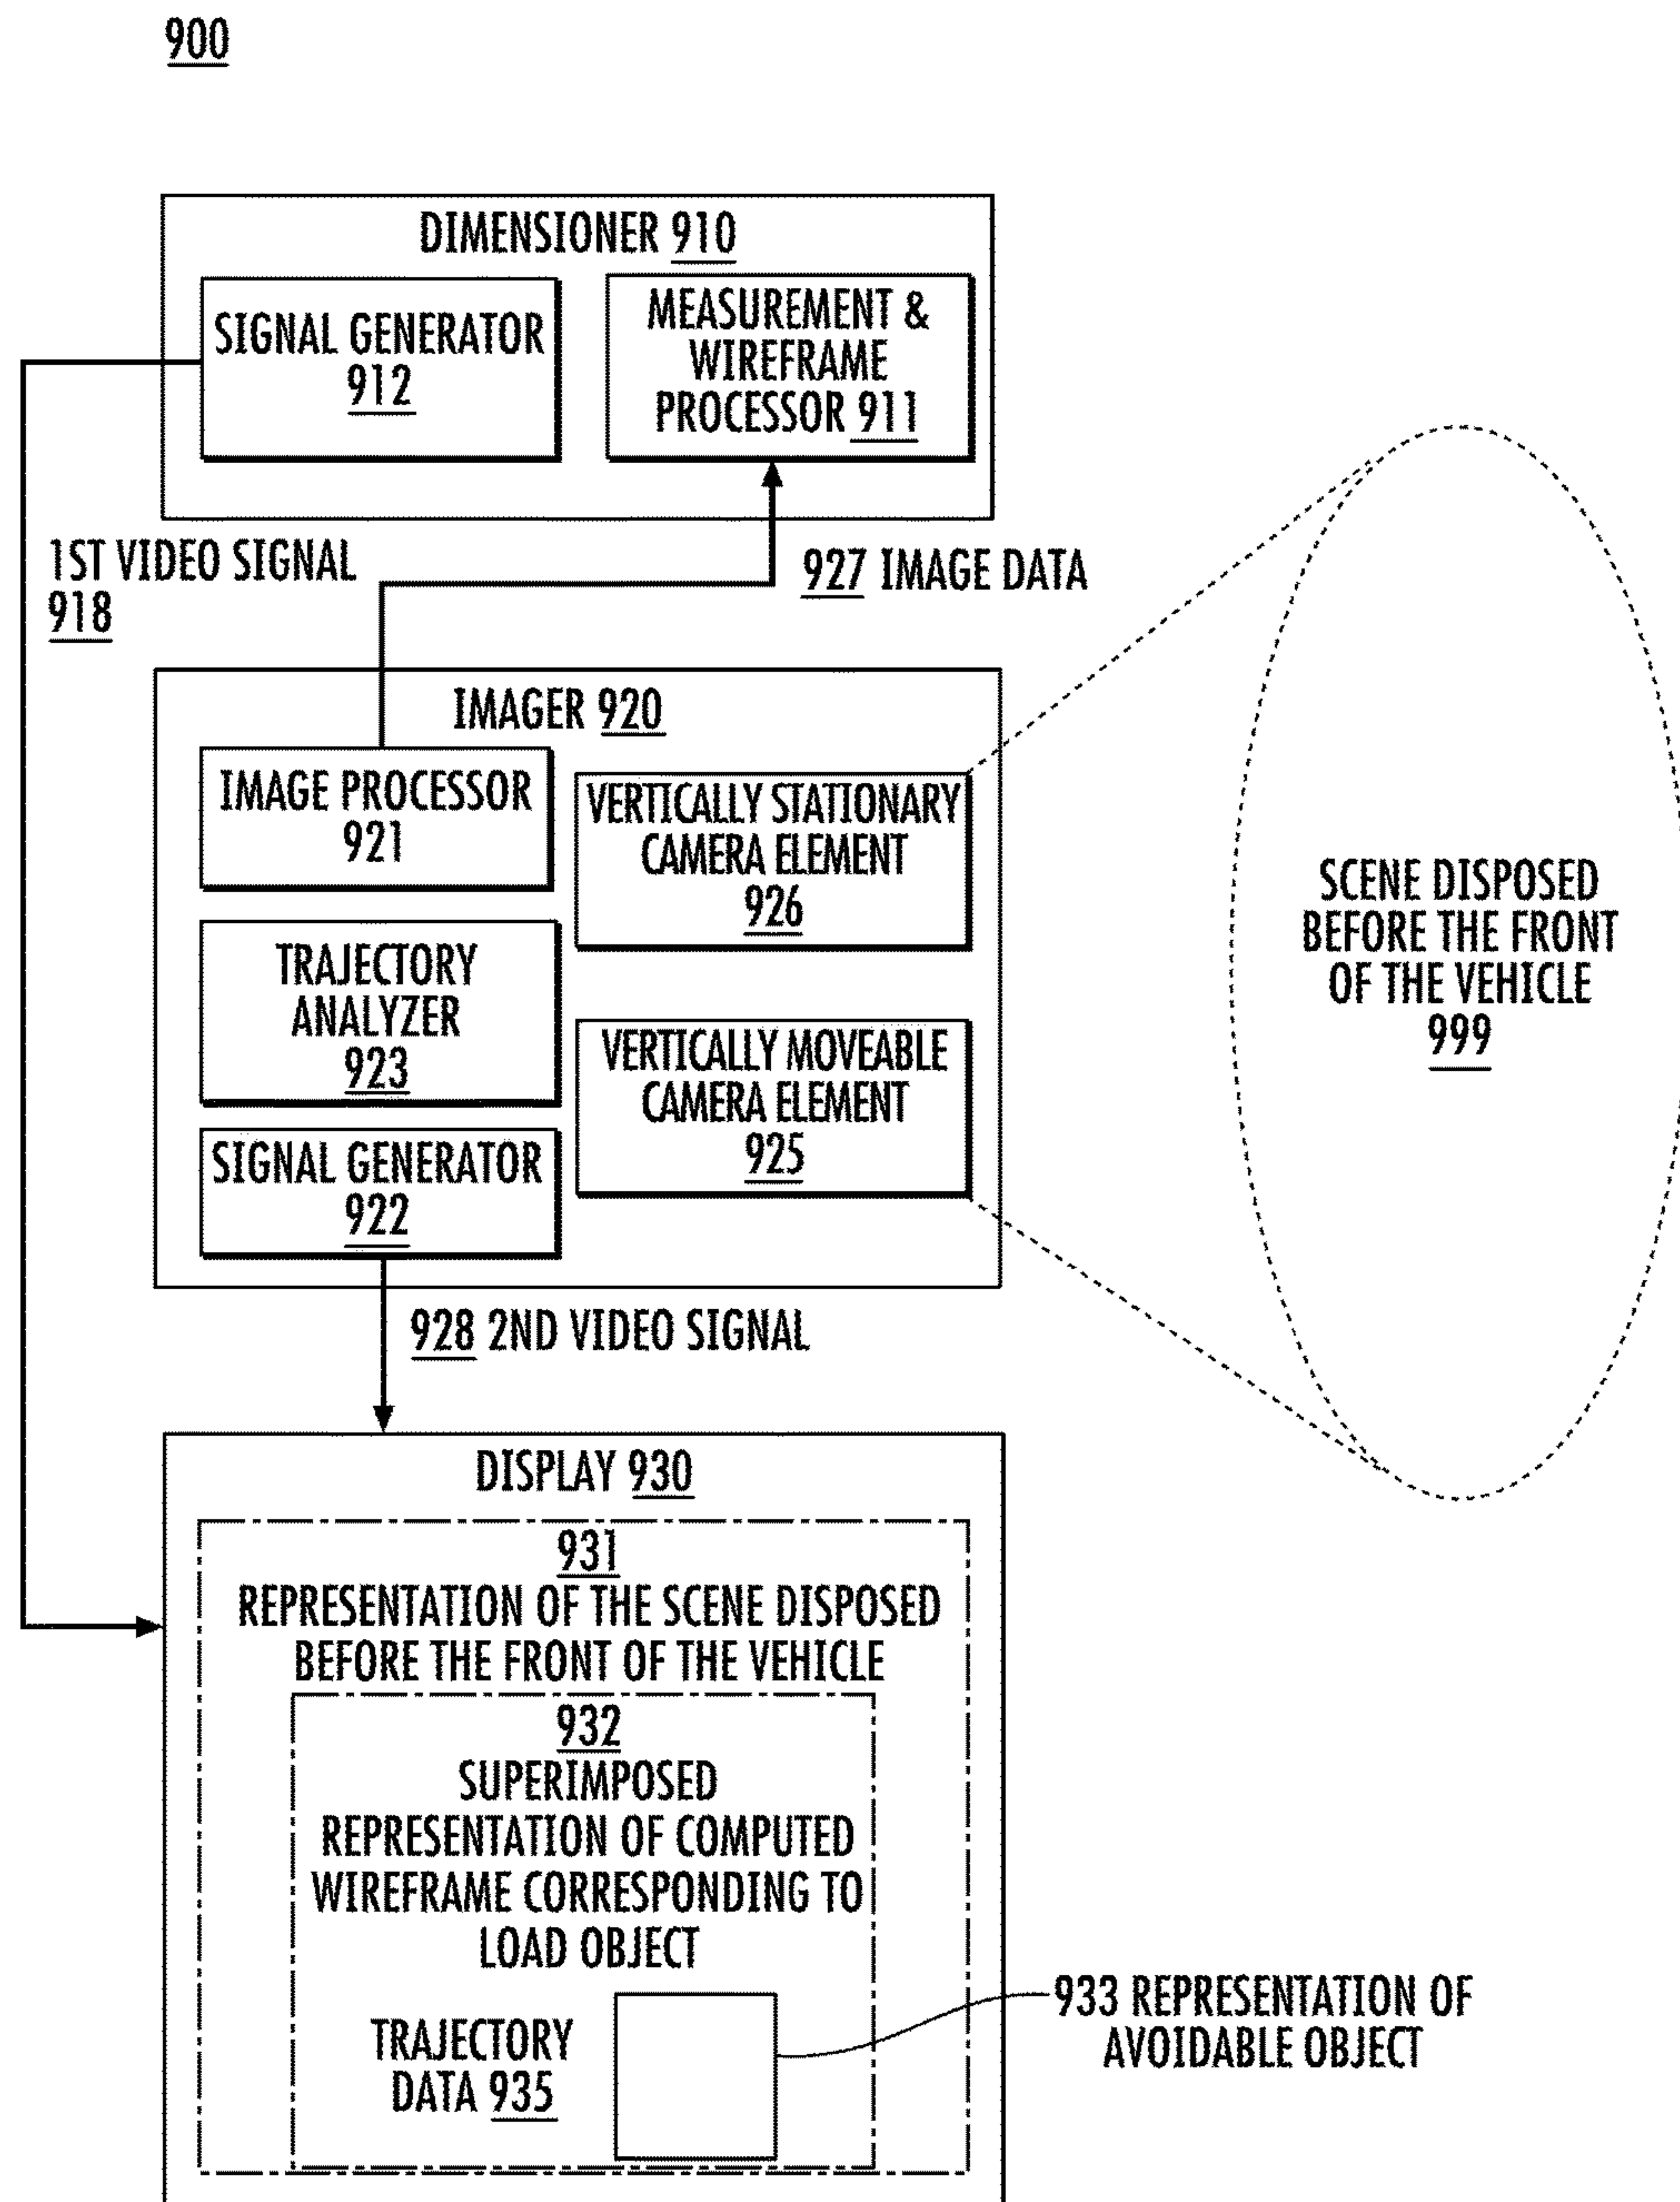 900
DIMENSIONER 910
SIGNAL GENERATOR
912
MEASUREMENT &
WIREFRAME
PROCESSOR 911
1ST VIDEO SIGNAL
918
927 IMAGE DATA
IMAGER 920
IMAGE PROCESSOR
921
VERTICALLY STATIONARY
CAMERA ELEMENT
926
TRAJECTORY
ANALYZER
923
VERTICALLY MOVEABLE
CAMERA ELEMENT
925
SIGNAL GENERATOR
922
SCENE DISPOSED
BEFORE THE FRONT
OF THE VEHICLE
999
928 2ND VIDEO SIGNAL
DISPLAY 930
931
REPRESENTATION OF THE SCENE DISPOSED
BEFORE THE FRONT OF THE VEHICLE
932
SUPERIMPOSED
REPRESENTATION OF COMPUTED
WIREFRAME CORRESPONDING TO
LOAD OBJECT
TRAJECTORY
DATA 935
933 REPRESENTATION OF
AVOIDABLE OBJECT